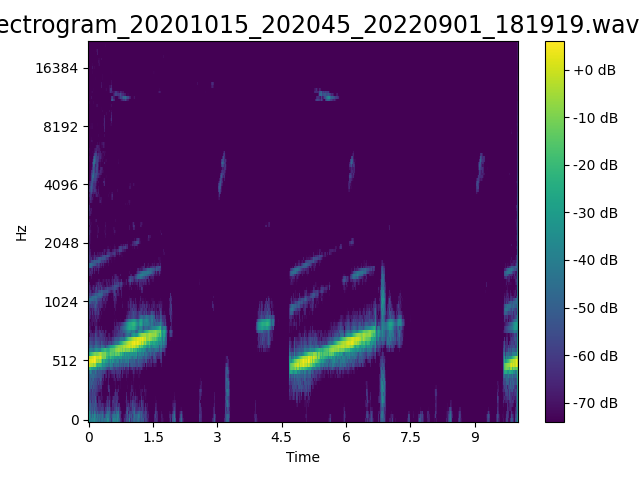 ectrogram_20201015_202045_20220901_181919.wav
16384
8192
4096
2048
1024
512
0
Hz
0 1.5 3 4.5 6 7.5 9
Time
+0 dB
-10 dB
-20 dB
-30 dB
-40 dB
-50 dB
-60 dB
-70 dB